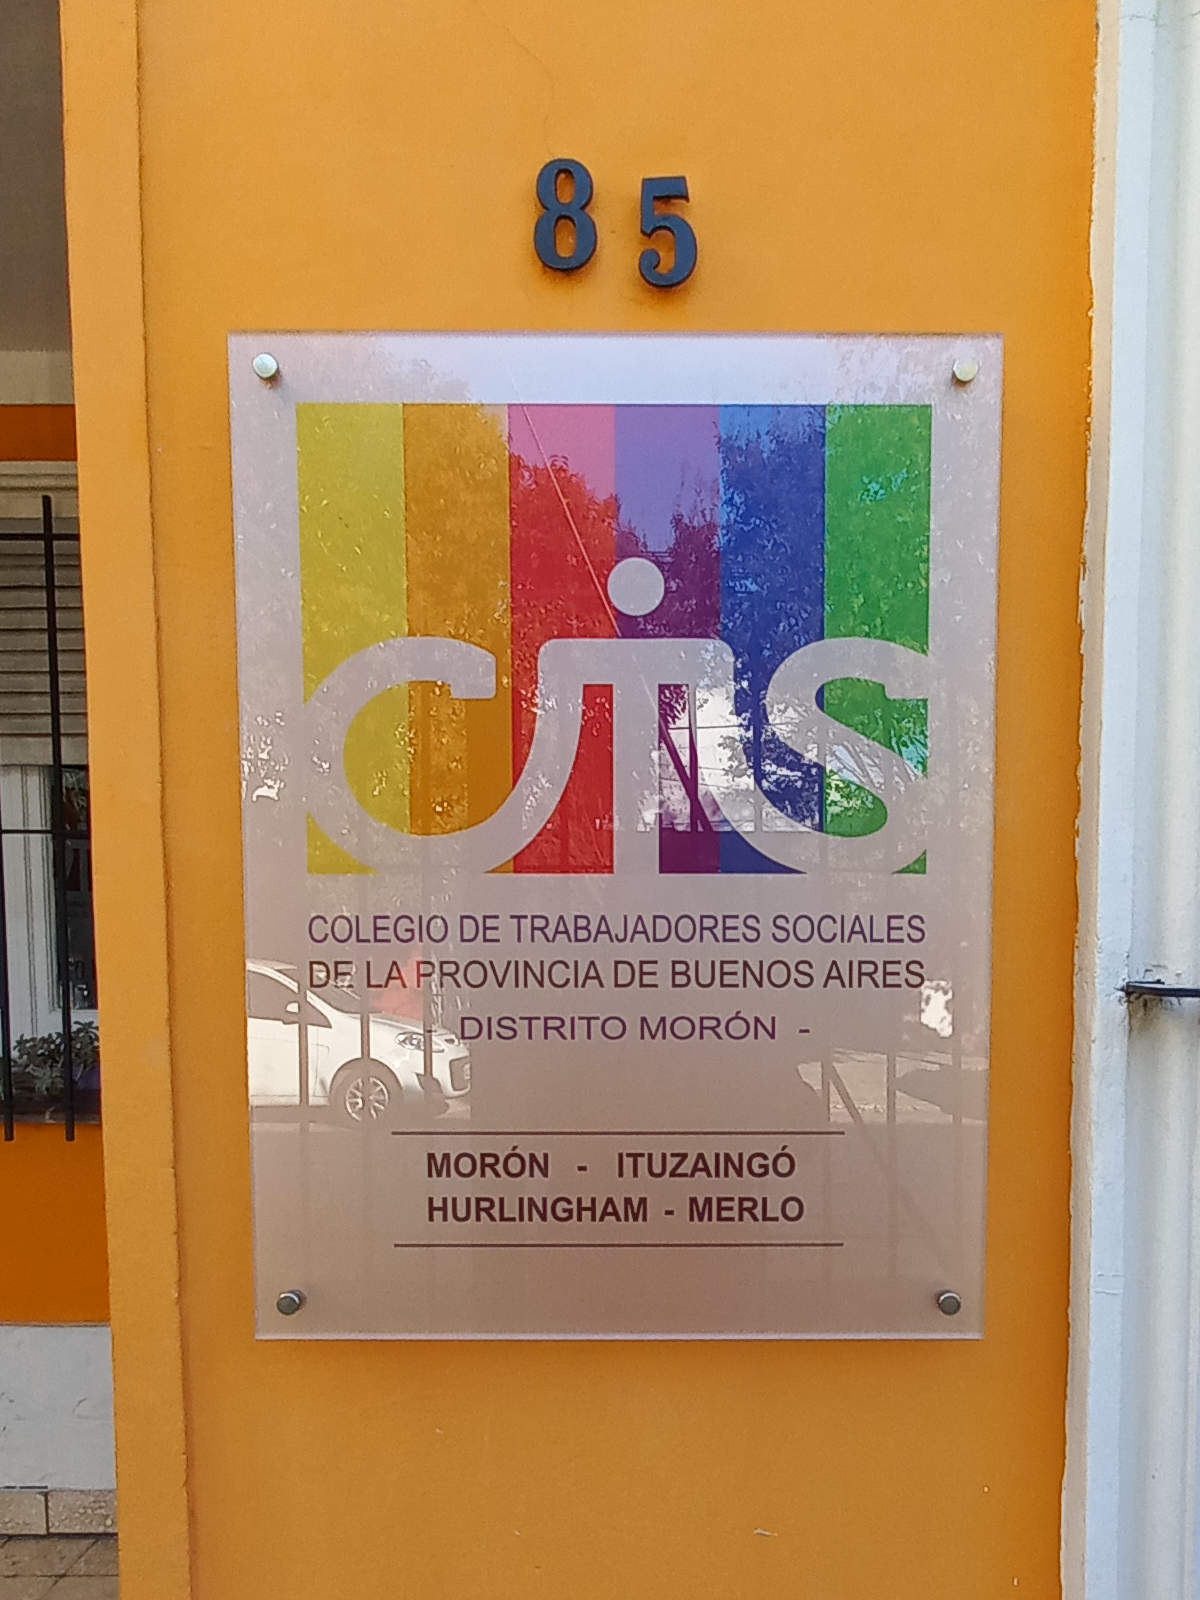 85
CTS
COLEGIO DE TRABAJADORES SOCIALES
DE LA PROVINCIA DE BUENOS AIRES
- DISTRITO MORÓN -
MORÓN - ITUZAINGÓ
HURLINGHAM - MERLO